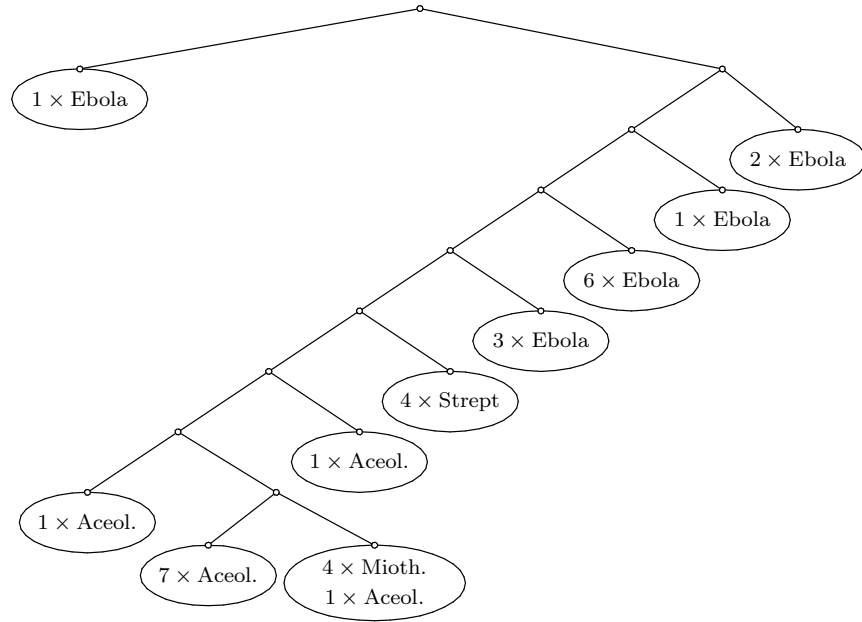 1 × Ebola
2 × Ebola
1 × Ebola
6 × Ebola
3 × Ebola
4 × Strept
1 × Aceol.
1 × Aceol.
7 × Aceol.
4 × Mioth.
1 × Aceol.